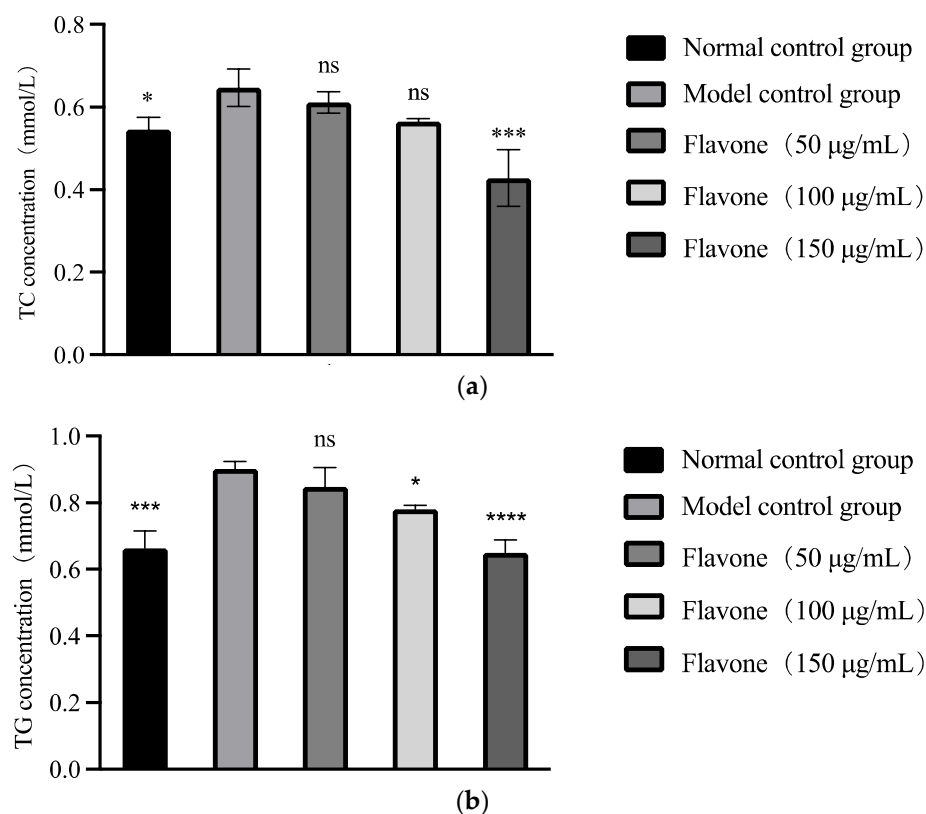 0.8
0.6
0.4
0.2
0.0
TC concentration（mmol/L）
*
ns
ns
***
Normal control group
Model control group
Flavone（50 μg/mL）
Flavone（100 μg/mL）
Flavone（150 μg/mL）
(a)
1.0
0.8
0.6
0.4
0.2
0.0
TG concentration（mmol/L）
***
ns
*
****
Normal control group
Model control group
Flavone（50 μg/mL）
Flavone（100 μg/mL）
Flavone（150 μg/mL）
(b)